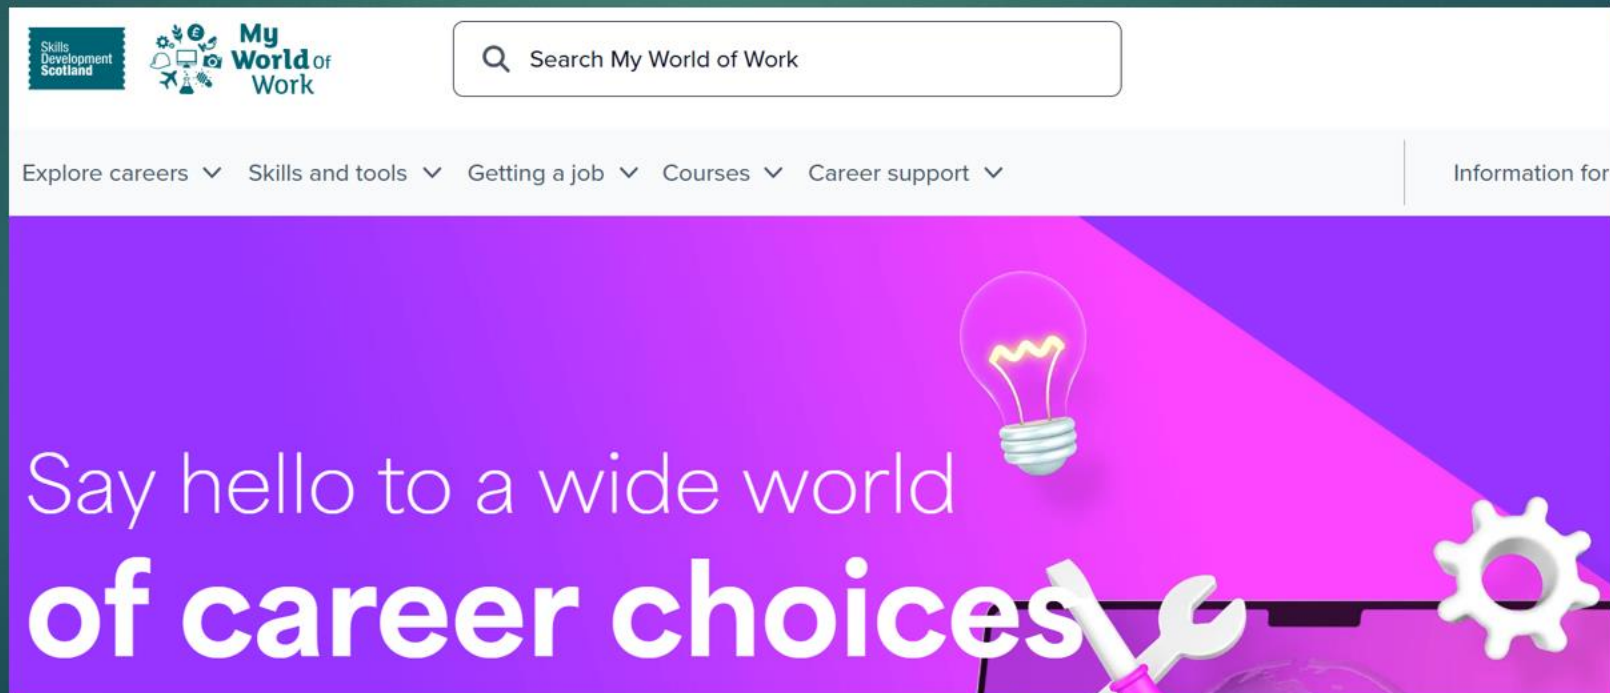 Skills
Development
Scotland
My
World of
Work
Search My World of Work
Explore careers
Skills and tools
Getting a job
Courses
Career support
Information for
Say hello to a wide world
of career choices